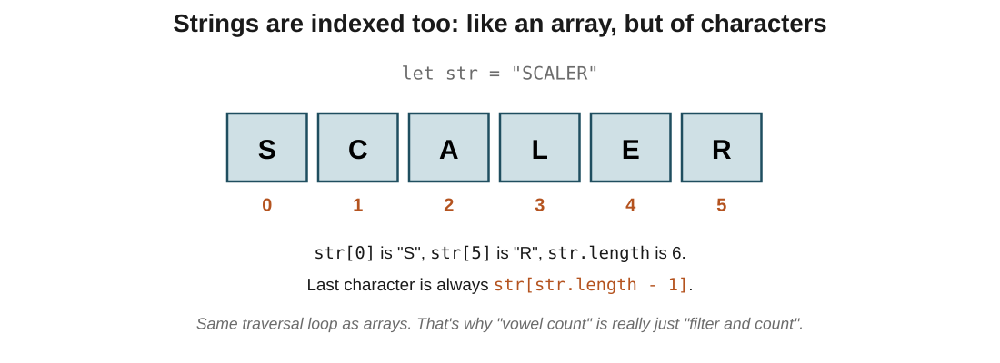 Strings are indexed too: like an array, but of characters
let str = "SCALER"
S C A L E R
0 1 2 3 4 5
str[0] is "S", str[5] is "R", str.length is 6.
Last character is always str[str.length - 1].
Same traversal loop as arrays. That's why "vowel count" is really just "filter and count".